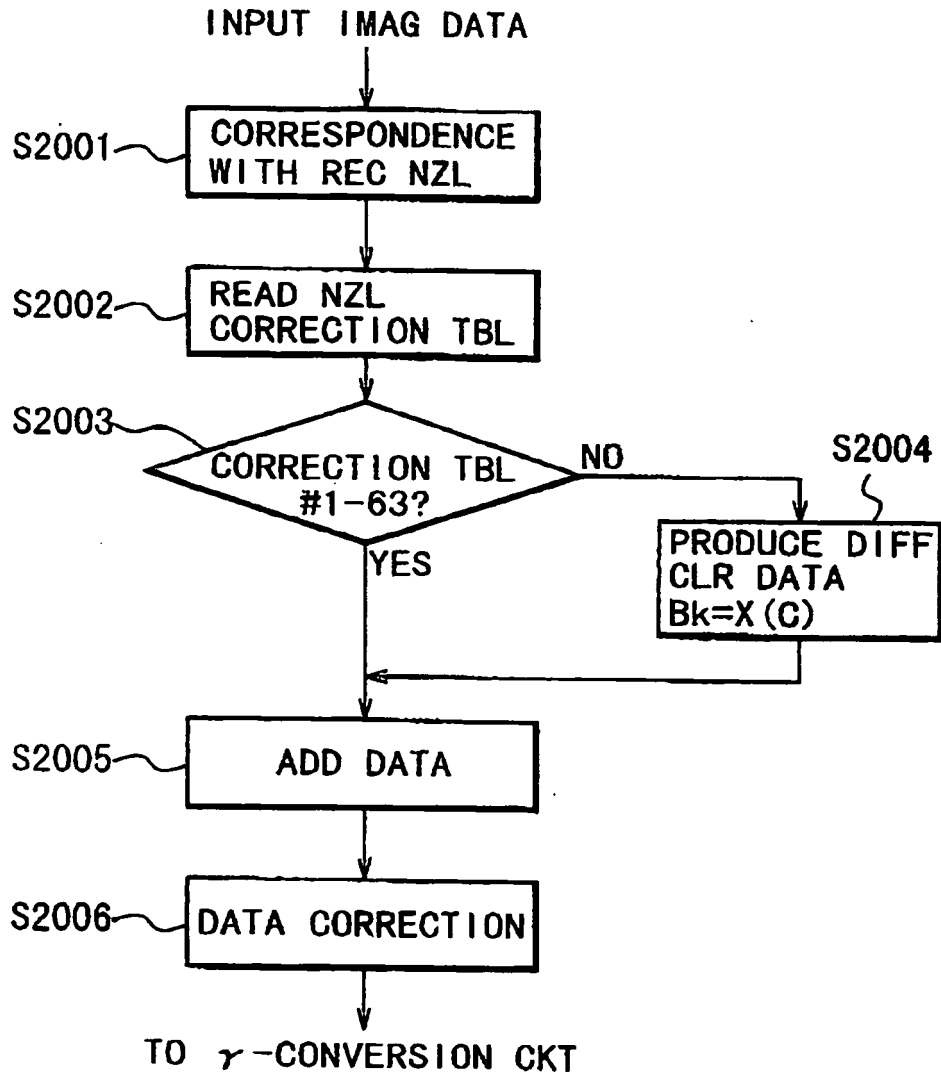 INPUT IMAG DATA
S2001
CORRESPONDENCE
WITH REC NZL
S2002
READ NZL
CORRECTION TBL
S2003
CORRECTION TBL
#1-63?
NO
YES
S2004
PRODUCE DIFF
CLR DATA
Bk=X(C)
S2005
ADD DATA
S2006
DATA CORRECTION
TO γ-CONVERSION CKT